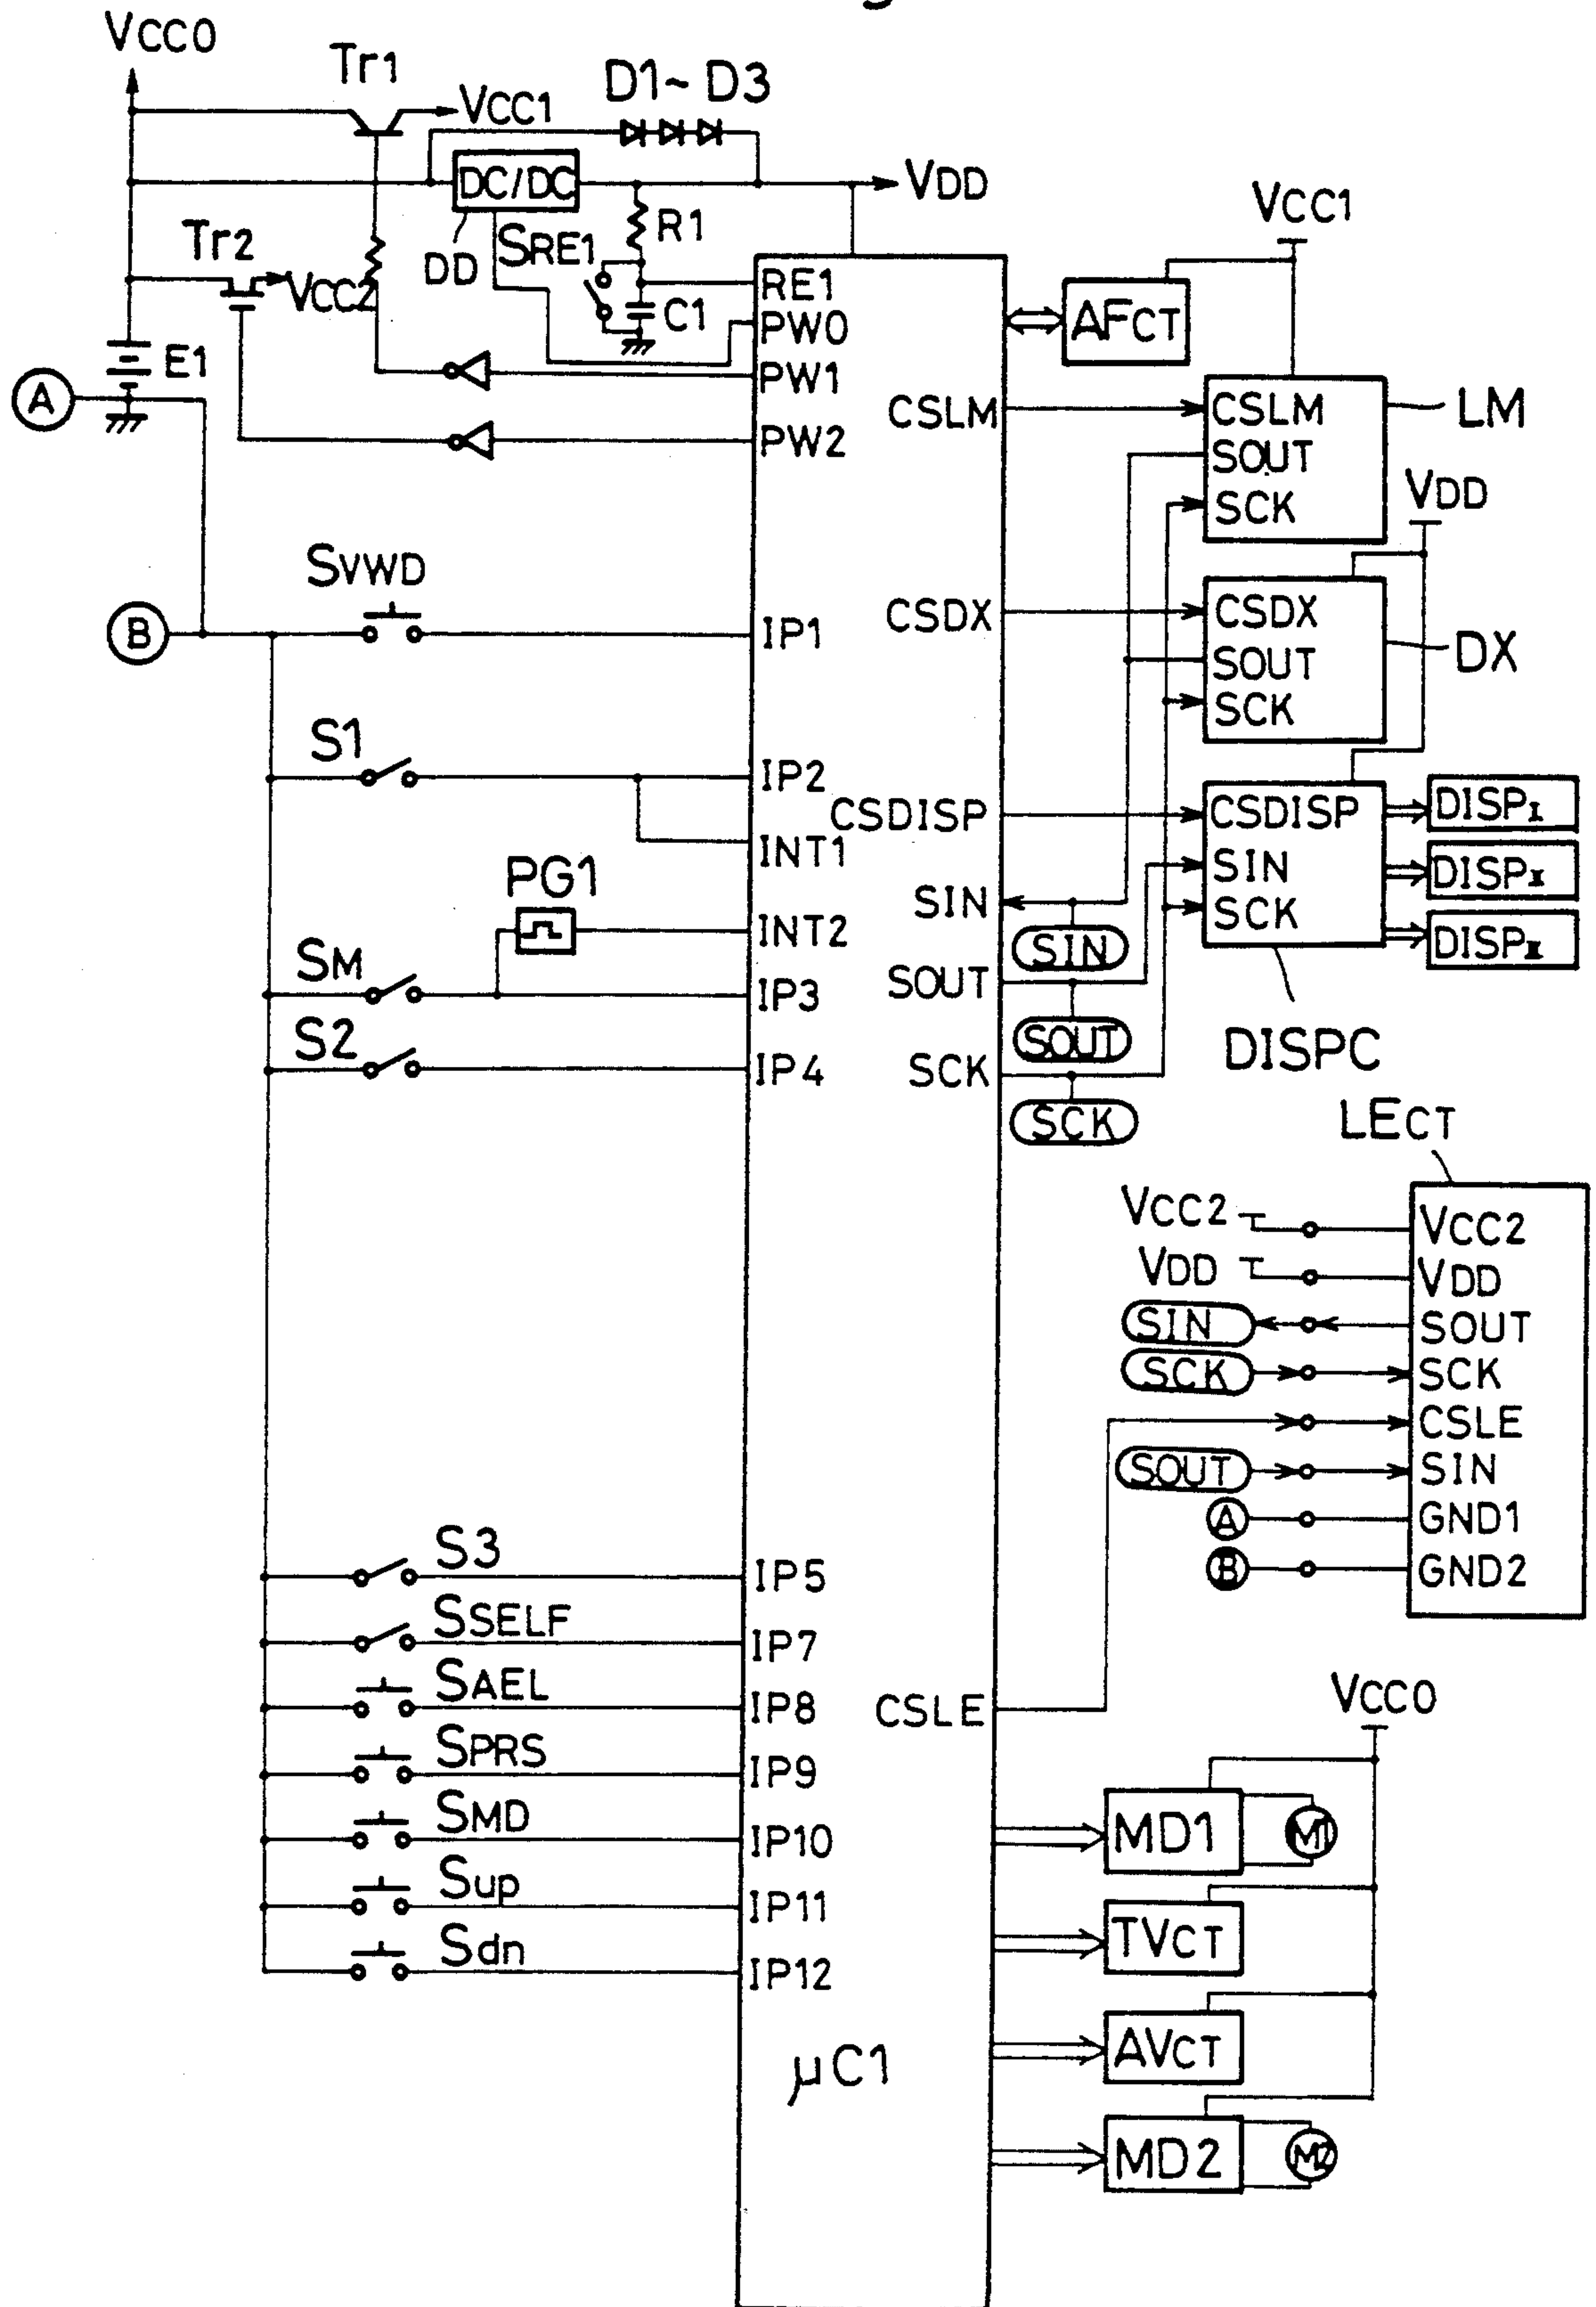 VCC0
Tr1
VCC1
D1~D3
DC/DC
VDD
DD
SRE1
R1
C1
Tr2
VCC2
E1
A
B
RE1
PW0
PW1
PW2
SVWD
IP1
S1
IP2
INT1
PG1
INT2
SM
IP3
S2
IP4
S3
IP5
SSELF
IP7
SAEL
IP8
SPRS
IP9
SMD
IP10
Sup
IP11
Sdn
IP12
μC1
CSLM
CSDX
CSDISP
SIN
SOUT
SCK
CSLE
SIN
SOUT
SCK
VCC1
AFCT
CSLM
SOUT
SCK
LM
VDD
CSDX
SOUT
SCK
DX
CSDISP
SIN
SCK
DISPC
DISPI
DISPII
DISPIII
LECT
VCC2
VDD
SIN
SCK
SOUT
A
B
VCC2
VDD
SOUT
SCK
CSLE
SIN
GND1
GND2
VCC0
MD1
M1
TVCT
AVCT
MD2
M2